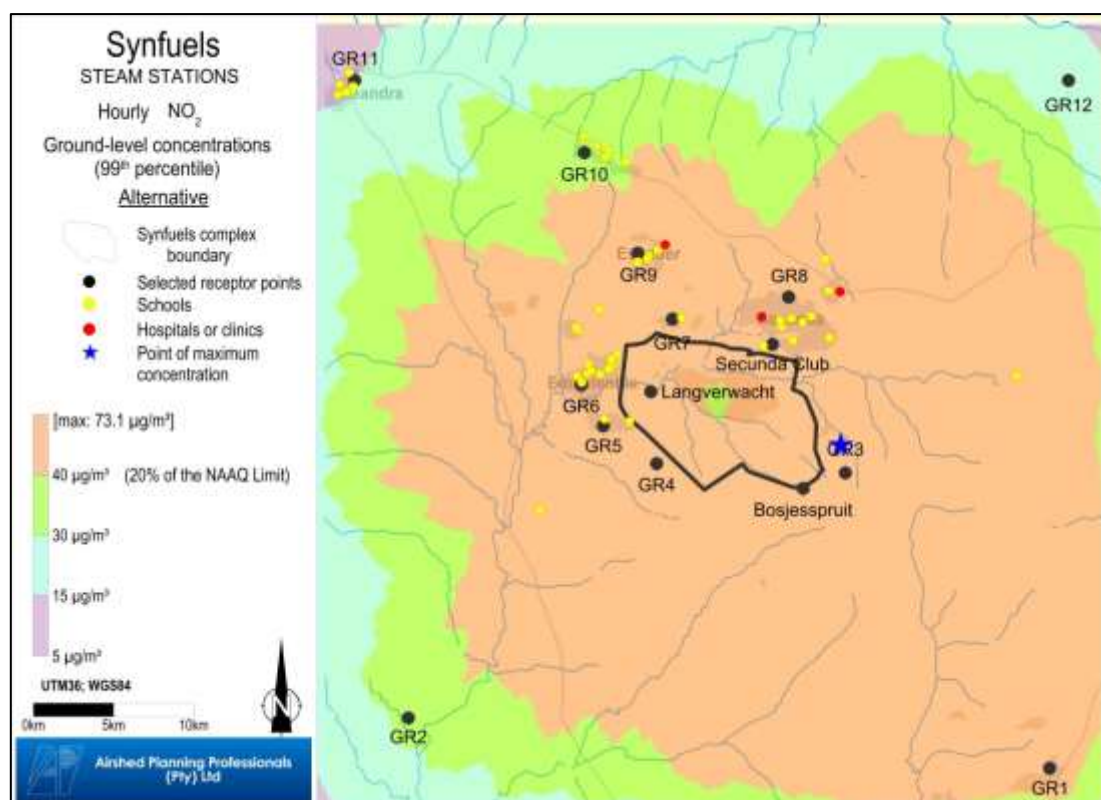 Synfuels
STEAM STATIONS
Hourly NO₂
Ground-level concentrations
(99th percentile)
Alternative
Synfuels complex
boundary
Selected receptor points
Schools
Hospitals or clinics
Point of maximum
concentration
[max: 73.1 µg/m³]
40 µg/m³ (20% of the NAAQ Limit)
30 µg/m³
15 µg/m³
5 µg/m³
UTM36; WGS84
0km 5km 10km
N
Airshed Planning Professionals
(Pty) Ltd
GR11
GR12
GR10
GR9
GR8
GR7
Secunda Club
Langverwacht
GR6
GR5
GR3
GR4
Bosjesspruit
GR2
GR1